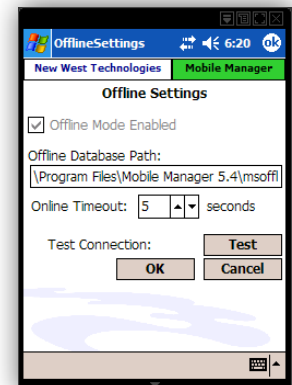 OfflineSettings 6:20 ok
New West Technologies Mobile Manager
Offline Settings
Offline Mode Enabled
Offline Database Path:
\Program Files\Mobile Manager 5.4\msoffl
Online Timeout: 5 seconds
Test Connection: Test
OK Cancel